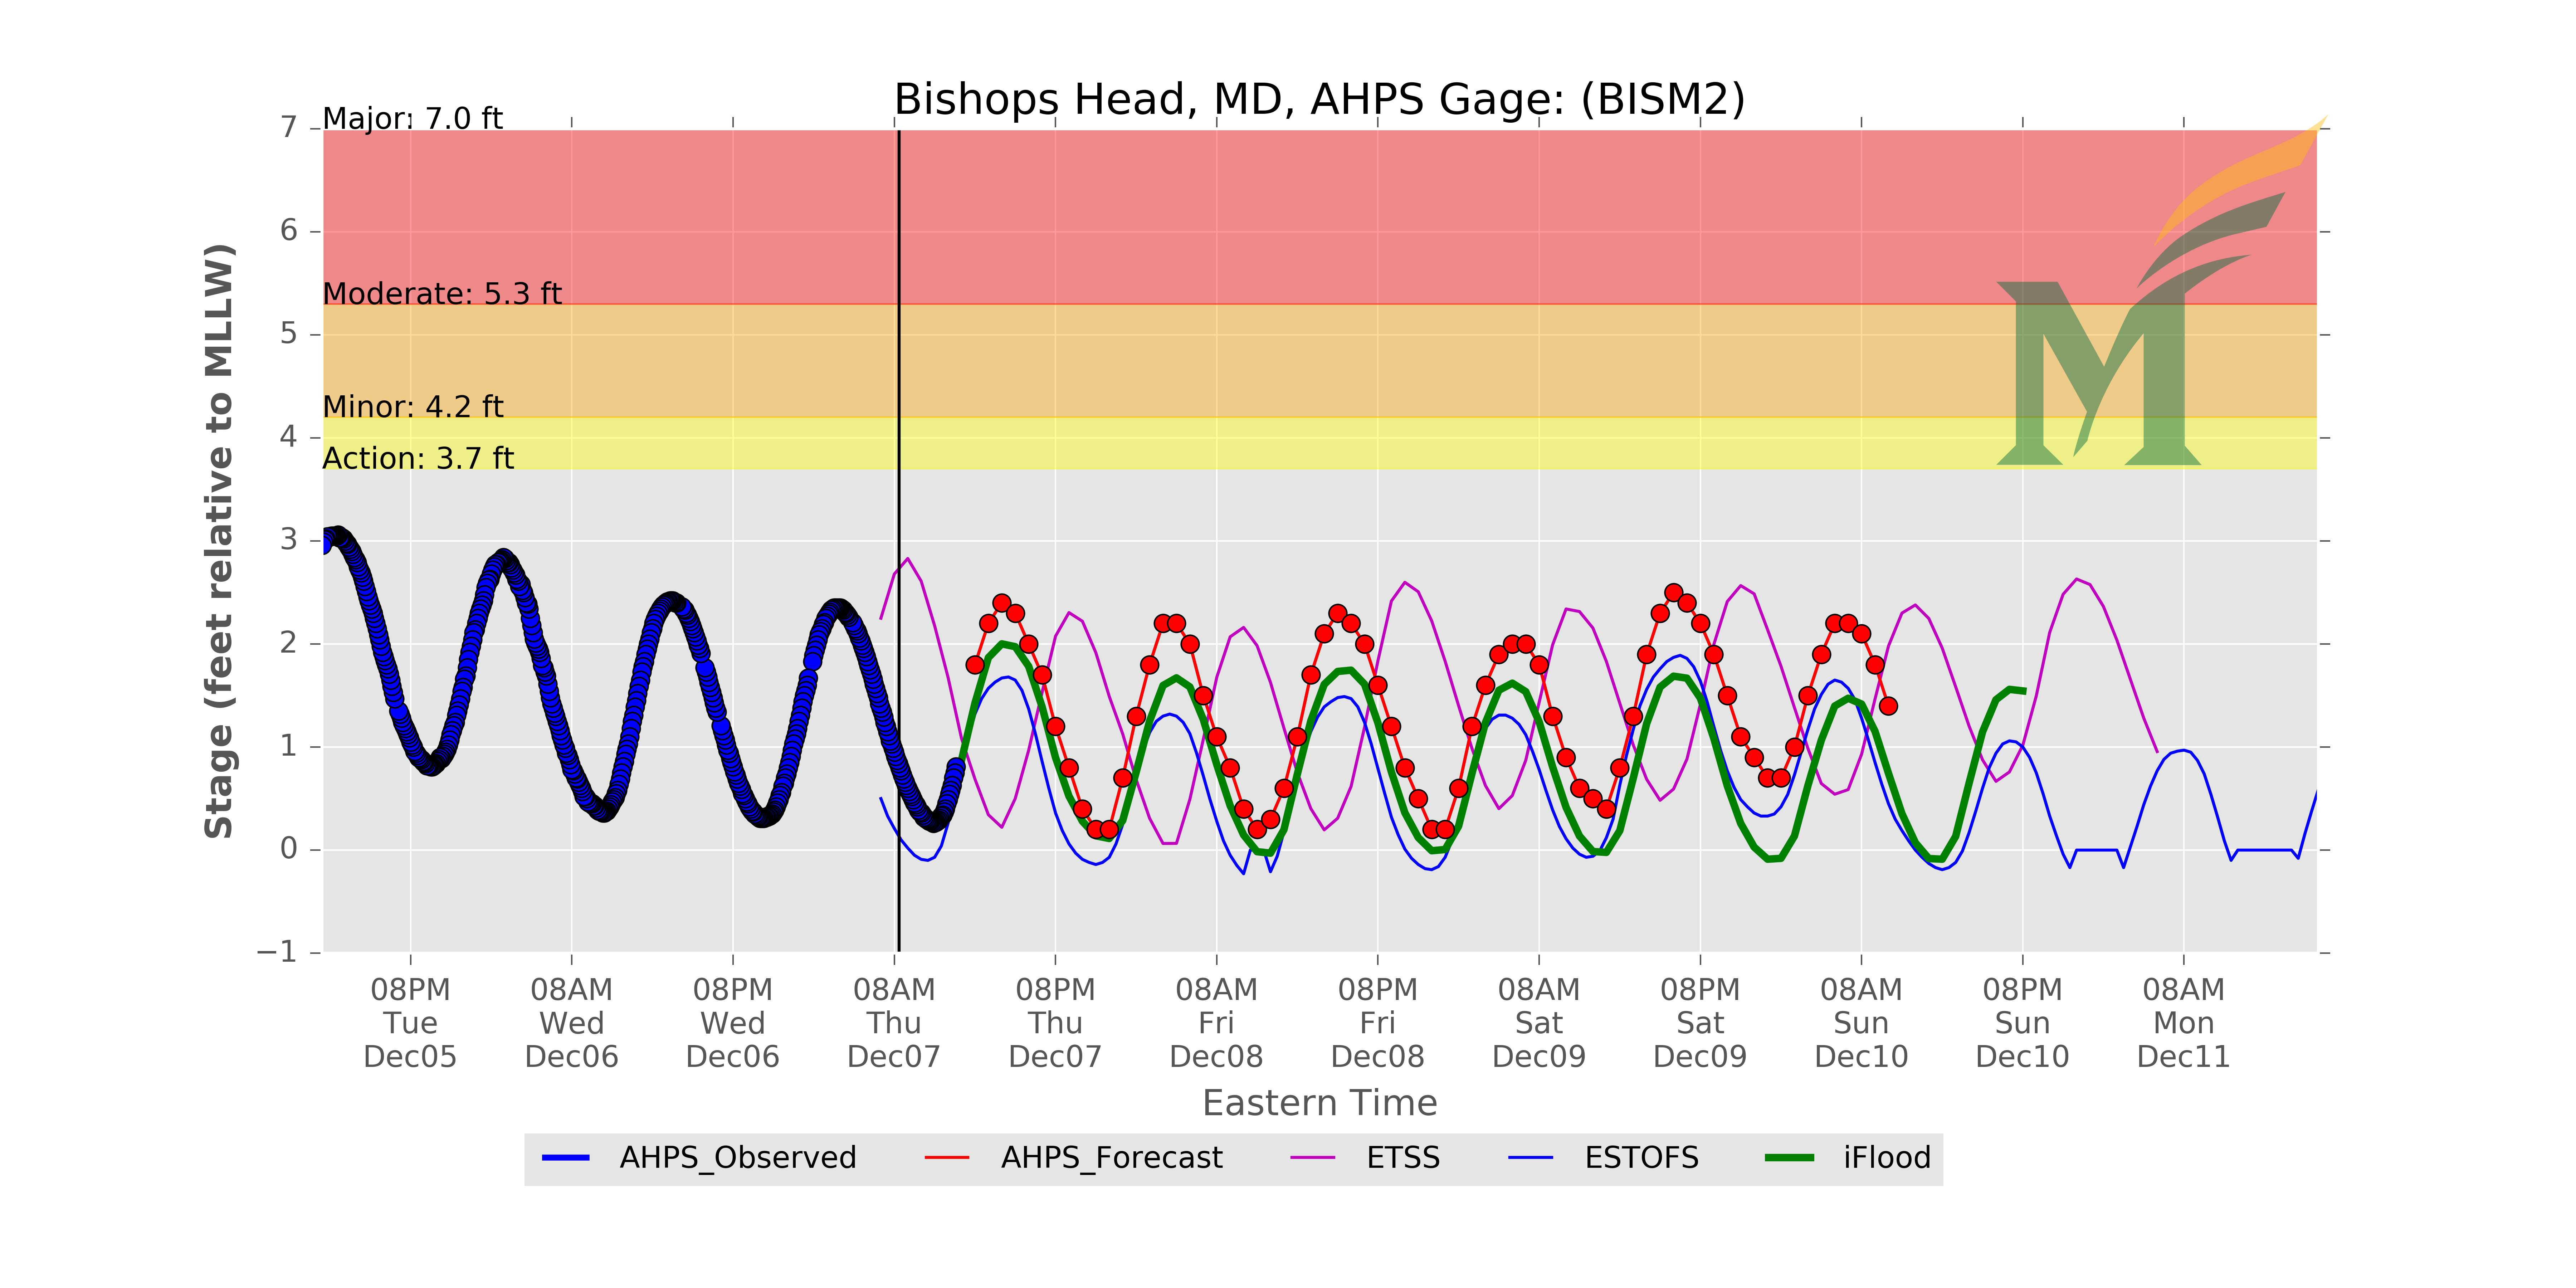 Bishops Head, MD, AHPS Gage: (BISM2)
Major: 7.0 ft
Moderate: 5.3 ft
Minor: 4.2 ft
Action: 3.7 ft
Stage (feet relative to MLLW)
7
6
5
4
3
2
1
0
−1
08PM 08AM 08PM 08AM 08PM 08AM 08PM 08AM 08PM 08AM 08PM 08AM
Tue Wed Wed Thu Thu Fri Fri Sat Sat Sun Sun Mon
Dec05 Dec06 Dec06 Dec07 Dec07 Dec08 Dec08 Dec09 Dec09 Dec10 Dec10 Dec11
Eastern Time
AHPS_Observed AHPS_Forecast ETSS ESTOFS iFlood
M